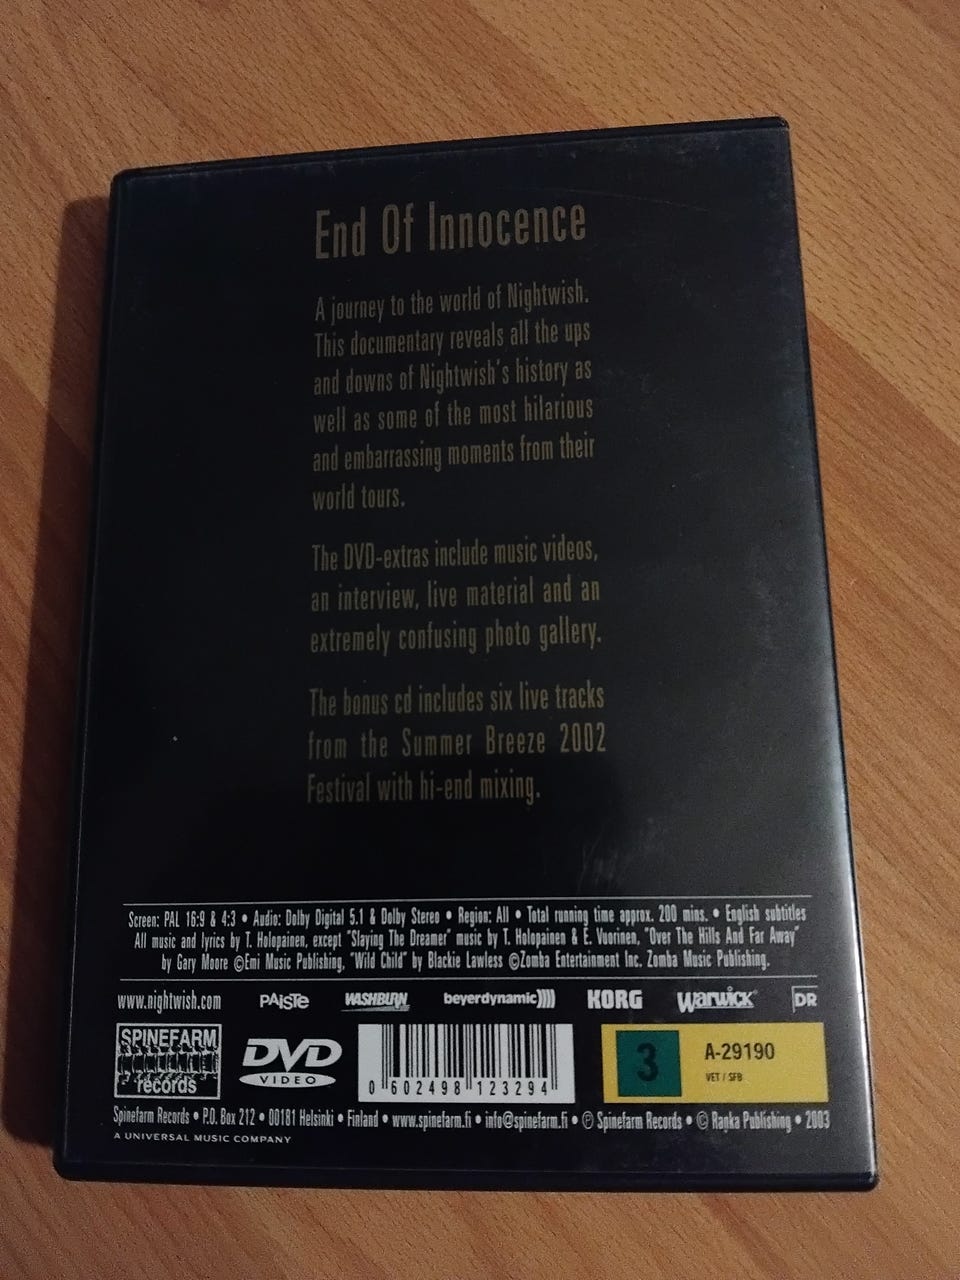 End Of Innocence
A journey to the world of Nightwish.
This documentary reveals all the ups
and downs of Nightwish's history as
well as some of the most hilarious
and embarrassing moments from their
world tours.
The DVD-extras include music videos,
an interview, live material and an
extremely confusing photo gallery.
The bonus cd includes six live tracks
from the Summer Breeze 2002
Festival with hi-end mixing.
Screen: PAL 16:9 & 4:3 • Audio: Dolby Digital 5.1 & Dolby Stereo • Region: All • Total running time approx. 200 mins. • English subtitles
All music and lyrics by T. Holopainen, except "Slaying The Dreamer" music by T. Holopainen & E. Vuorinen, "Over The Hills And Far Away"
by Gary Moore ©Emi Music Publishing, "Wild Child" by Blackie Lawless ©Zomba Entertainment Inc. Zomba Music Publishing.
www.nightwish.com PAISTE WASHBURN beyerdynamic)))) KORG Warwick DR
SPINEFARM
records
DVD
VIDEO
0 602498 123294
3
A-29190
VET / SFB
Spinefarm Records • P.O. Box 212 • 00181 Helsinki • Finland • www.spinefarm.fi • info@spinefarm.fi • ℗ Spinefarm Records • © Ranka Publishing • 2003
A UNIVERSAL MUSIC COMPANY